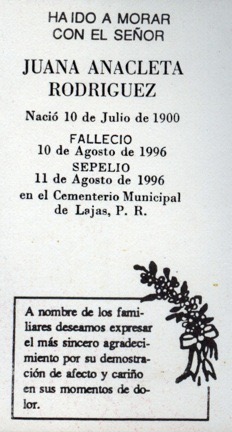 HA IDO A MORAR
CON EL SEÑOR
JUANA ANACLETA
RODRIGUEZ
Nació 10 de Julio de 1900
FALLECIO
10 de Agosto de 1996
SEPELIO
11 de Agosto de 1996
en el Cementerio Municipal
de Lajas, P. R.
A nombre de los fami-
liares deseamos expresar
el más sincero agradeci-
miento por su demostra-
ción de afecto y cariño
en sus momentos de do-
lor.